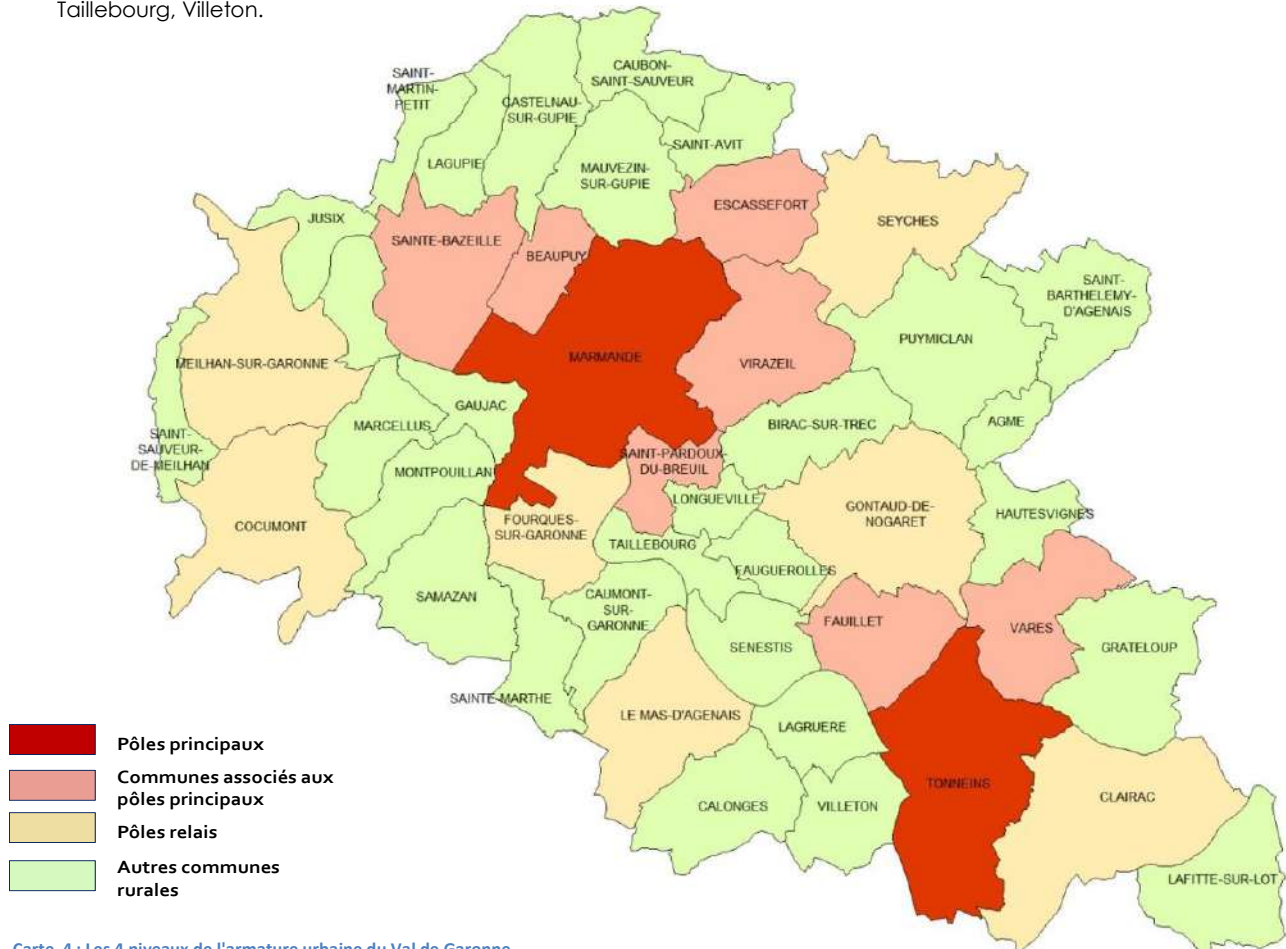 Taillebourg, Villeton.
CAUBON-
SAINT-SAUVEUR
SAINT-
MARTIN-
PETIT
CASTELNAU-
SUR-GUPIE
SAINT-AVIT
LAGUPIE
MAUVEZIN-
SUR-GUPIE
ESCASSEFORT
SEYCHES
JUSIX
SAINTE-BAZEILLE
BEAUPUY
SAINT-
BARTHELEMY-
D'AGENAIS
PUYMICLAN
MARMANDE
VIRAZEIL
MEILHAN-SUR-GARONNE
GAUJAC
MARCELLUS
BIRAC-SUR-TREC
AGME
SAINT-
SAUVEUR-
DE-MEILHAN
MONTPOUILLAN
SAINT-PARDOUX-
DU-BREUIL
LONGUEVILLE
GONTAUD-DE-
NOGARET
HAUTESVIGNES
COCUMONT
FOURQUES-
SUR-GARONNE
TAILLEBOURG
FAUGUEROLLES
SAMAZAN
CAUMONT-
SUR-
GARONNE
FAUILLET
VARES
SENESTIS
GRATELOUP
SAINTE-MARTHE
LE MAS-D'AGENAIS
LAGRUERE
TONNEINS
CLAIRAC
CALONGES
VILLETON
LAFITTE-SUR-LOT
Pôles principaux
Communes associés aux
pôles principaux
Pôles relais
Autres communes
rurales
Carte 4 : Les 4 niveaux de l'armature urbaine du Val de Garonne